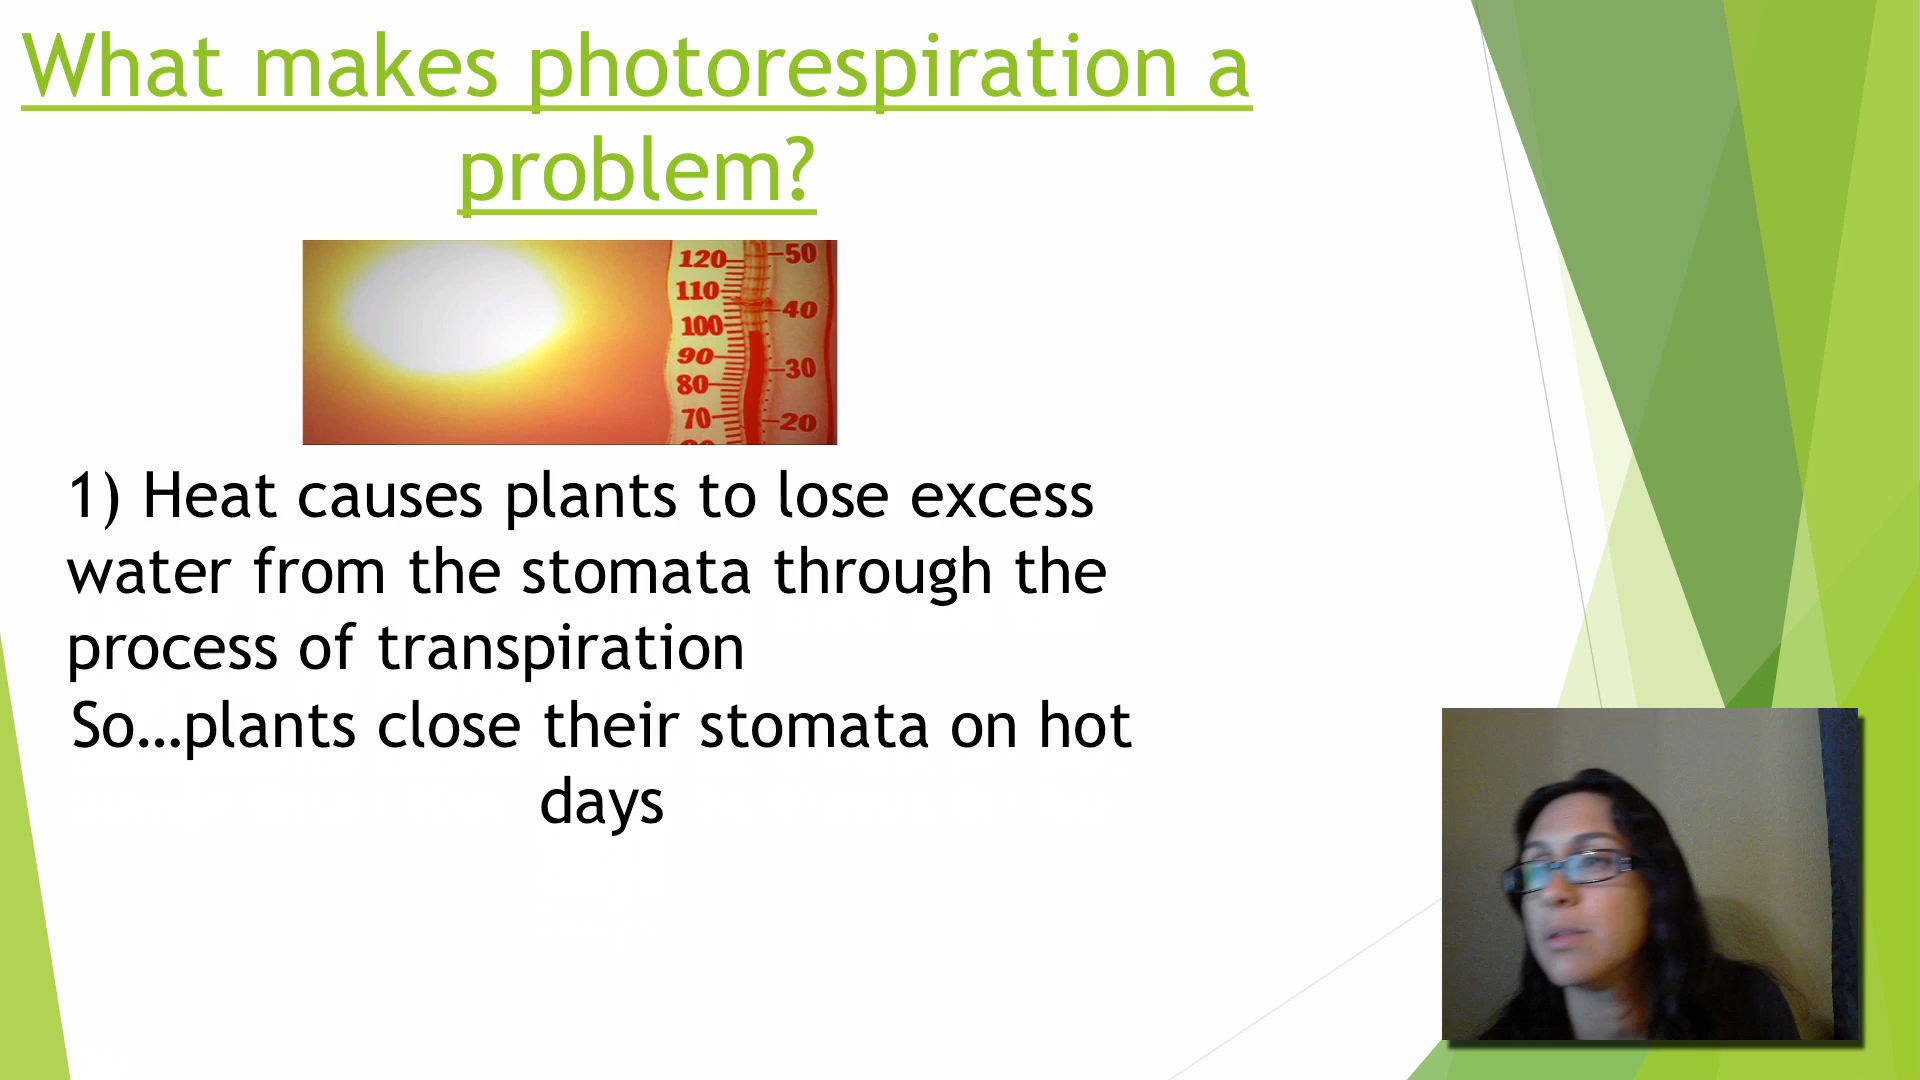 What makes photorespiration a
problem?
120 50
110 40
100
90 30
80
70 20
1) Heat causes plants to lose excess
water from the stomata through the
process of transpiration
So…plants close their stomata on hot
days